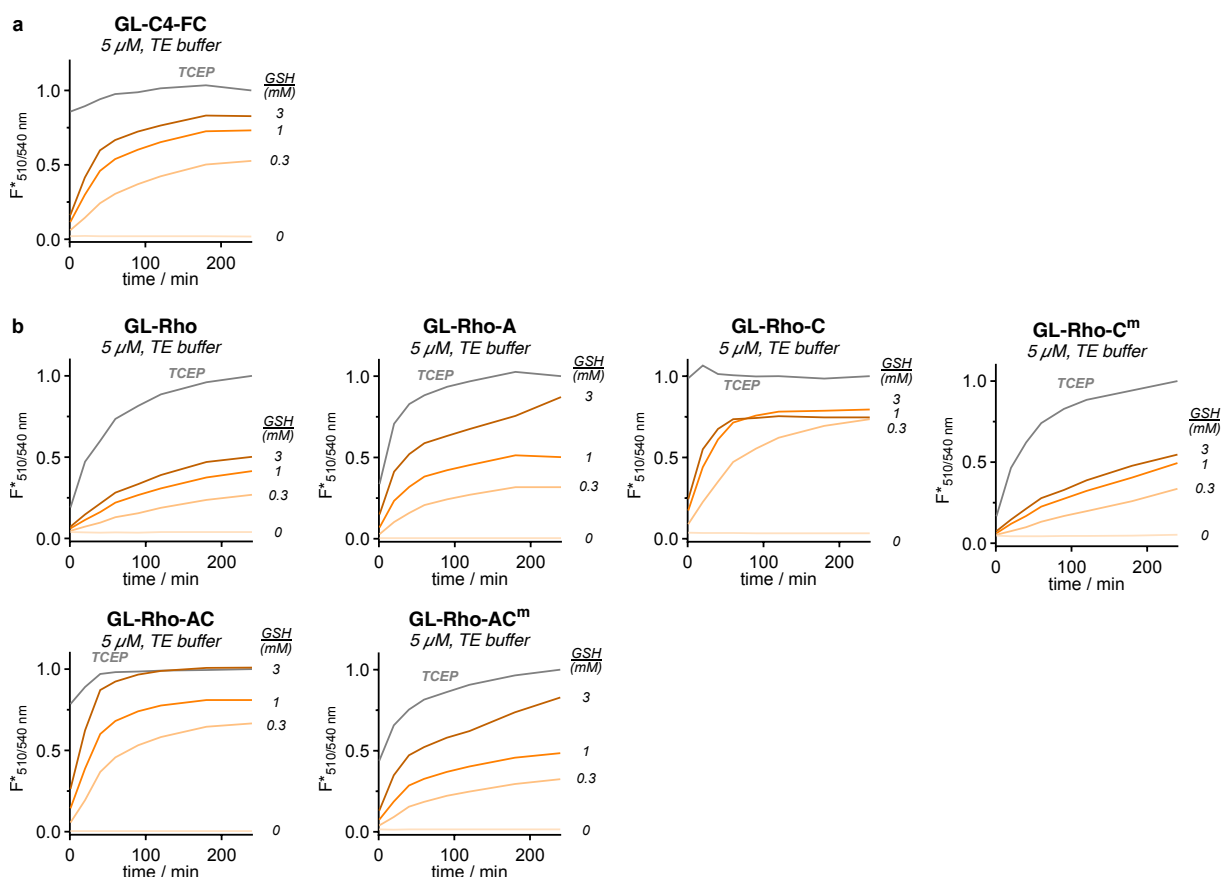 a
GL-C4-FC
5 µM, TE buffer
TCEP
GSH
(mM)
3
1
0.3
0
1.0
0.5
0.0
F*510/540 nm
0 100 200
time / min
b
GL-Rho
5 µM, TE buffer
TCEP
GSH
(mM)
3
1
0.3
0
1.0
0.5
0.0
F*510/540 nm
0 100 200
time / min
GL-Rho-A
5 µM, TE buffer
TCEP
GSH
(mM)
3
1
0.3
0
1.0
0.5
0.0
F*510/540 nm
0 100 200
time / min
GL-Rho-C
5 µM, TE buffer
TCEP
GSH
(mM)
3
1
0.3
0
1.0
0.5
0.0
F*510/540 nm
0 100 200
time / min
GL-Rho-Cm
5 µM, TE buffer
TCEP
GSH
(mM)
3
1
0.3
0
1.0
0.5
0.0
F*510/540 nm
0 100 200
time / min
GL-Rho-AC
5 µM, TE buffer
TCEP
GSH
(mM)
3
1
0.3
0
1.0
0.5
0.0
F*510/540 nm
0 100 200
time / min
GL-Rho-ACm
5 µM, TE buffer
TCEP
GSH
(mM)
3
1
0.3
0
1.0
0.5
0.0
F*510/540 nm
0 100 200
time / min